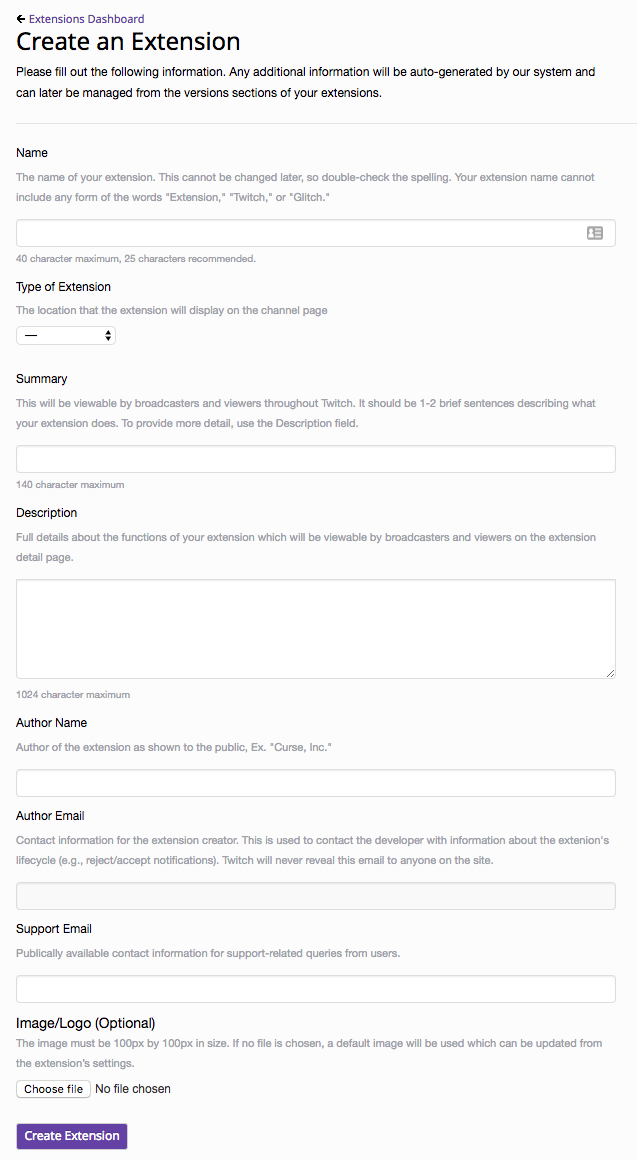 ← Extensions Dashboard
Create an Extension
Please fill out the following information. Any additional information will be auto-generated by our system and
can later be managed from the versions sections of your extensions.
Name
The name of your extension. This cannot be changed later, so double-check the spelling. Your extension name cannot
include any form of the words "Extension," "Twitch," or "Glitch."
40 character maximum, 25 characters recommended.
Type of Extension
The location that the extension will display on the channel page
—
Summary
This will be viewable by broadcasters and viewers throughout Twitch. It should be 1-2 brief sentences describing what
your extension does. To provide more detail, use the Description field.
140 character maximum
Description
Full details about the functions of your extension which will be viewable by broadcasters and viewers on the extension
detail page.
1024 character maximum
Author Name
Author of the extension as shown to the public, Ex. "Curse, Inc."
Author Email
Contact information for the extension creator. This is used to contact the developer with information about the extenion's
lifecycle (e.g., reject/accept notifications). Twitch will never reveal this email to anyone on the site.
Support Email
Publically available contact information for support-related queries from users.
Image/Logo (Optional)
The image must be 100px by 100px in size. If no file is chosen, a default image will be used which can be updated from
the extension's settings.
Choose file No file chosen
Create Extension